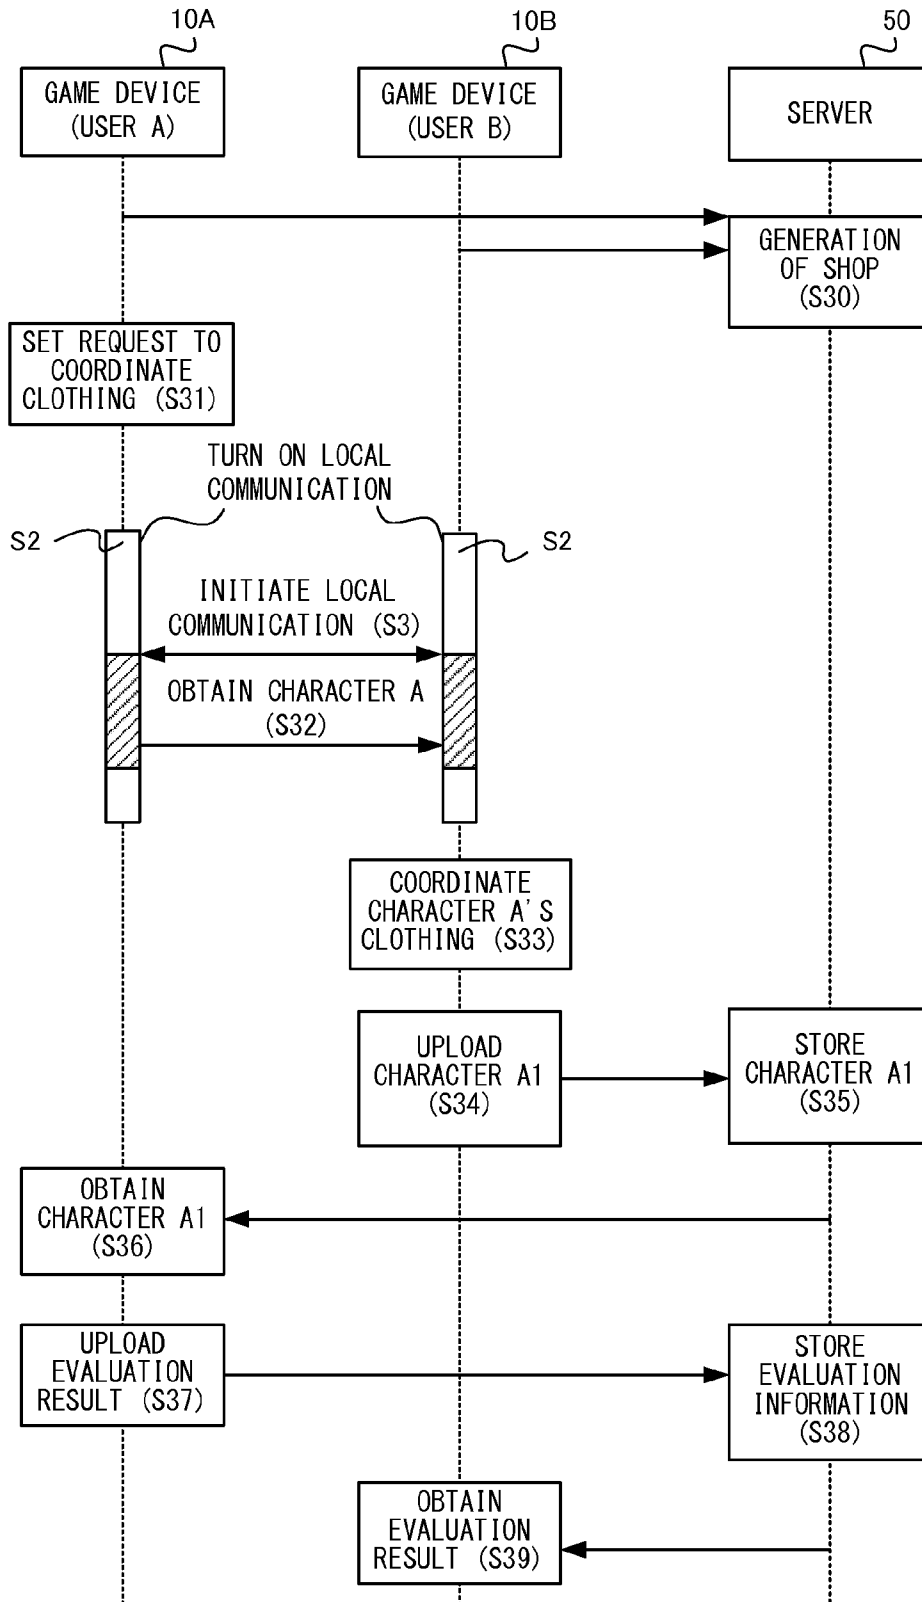 10A
10B
50
GAME DEVICE
(USER A)
GAME DEVICE
(USER B)
SERVER
GENERATION
OF SHOP
(S30)
SET REQUEST TO
COORDINATE
CLOTHING (S31)
TURN ON LOCAL
COMMUNICATION
S2
S2
INITIATE LOCAL
COMMUNICATION (S3)
OBTAIN CHARACTER A
(S32)
COORDINATE
CHARACTER A'S
CLOTHING (S33)
UPLOAD
CHARACTER A1
(S34)
STORE
CHARACTER A1
(S35)
OBTAIN
CHARACTER A1
(S36)
UPLOAD
EVALUATION
RESULT (S37)
STORE
EVALUATION
INFORMATION
(S38)
OBTAIN
EVALUATION
RESULT (S39)